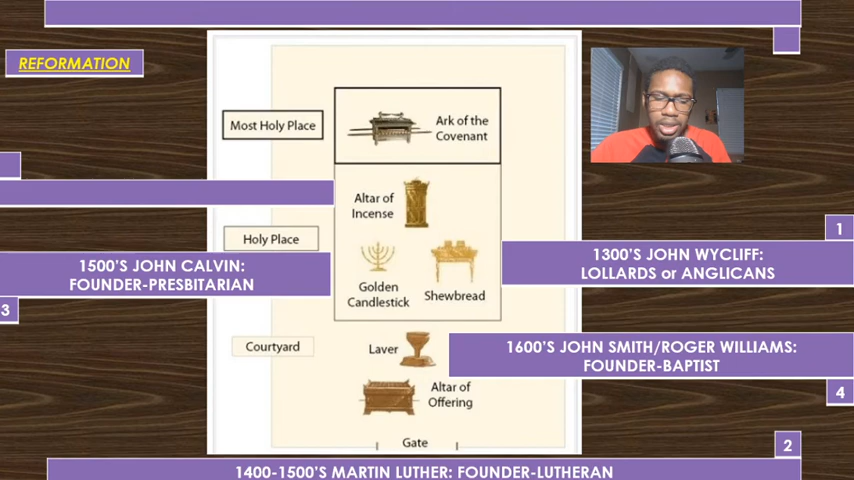 REFORMATION
Most Holy Place
Ark of the
Covenant
Altar of
Incense
1
Holy Place
1300'S JOHN WYCLIF:
LOLLARDS or ANGLICANS
1500'S JOHN CALVIN:
FOUNDER-PRESBITARIAN
Golden
Candlestick
Shewbread
3
Courtyard
Laver
1600'S JOHN SMITH/ROGER WILLIAMS:
FOUNDER-BAPTIST
Altar of
Offering
4
Gate
2
1400-1500'S MARTIN LUTHER: FOUNDER-LUTHERAN